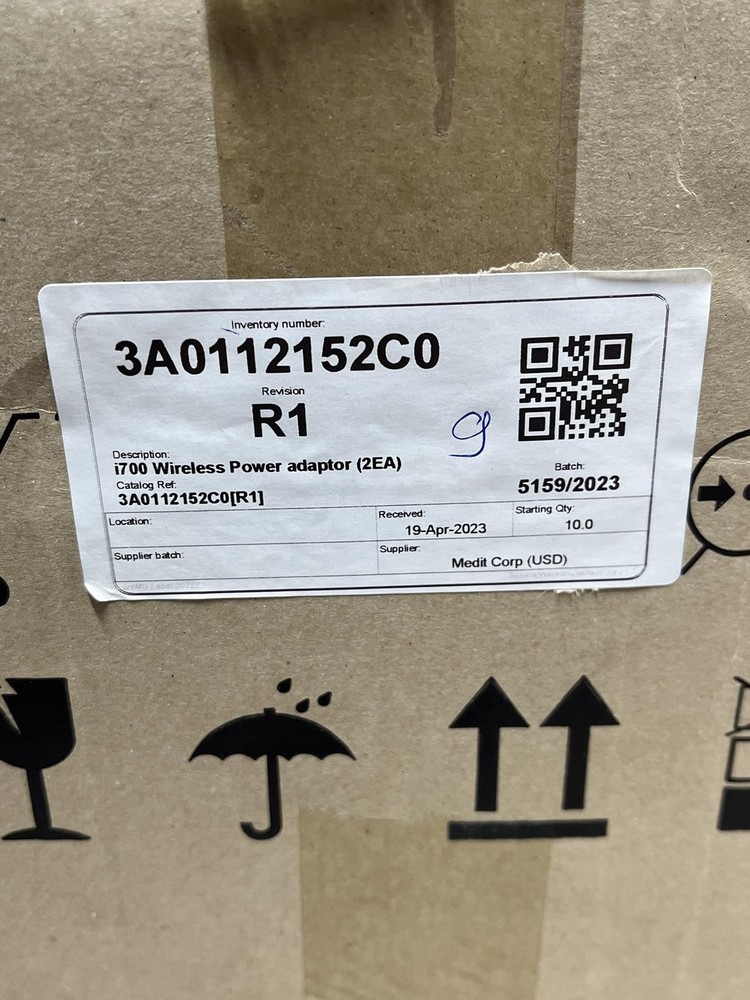 Inventory number:
3A0112152C0
Revision
R1
9
Description:
i700 Wireless Power adaptor (2EA)
Catalog Ref:
3A0112152C0[R1]
Batch:
5159/2023
Location:
Received:
19-Apr-2023
Starting Qty:
10.0
Supplier batch:
Supplier:
Medit Corp (USD)